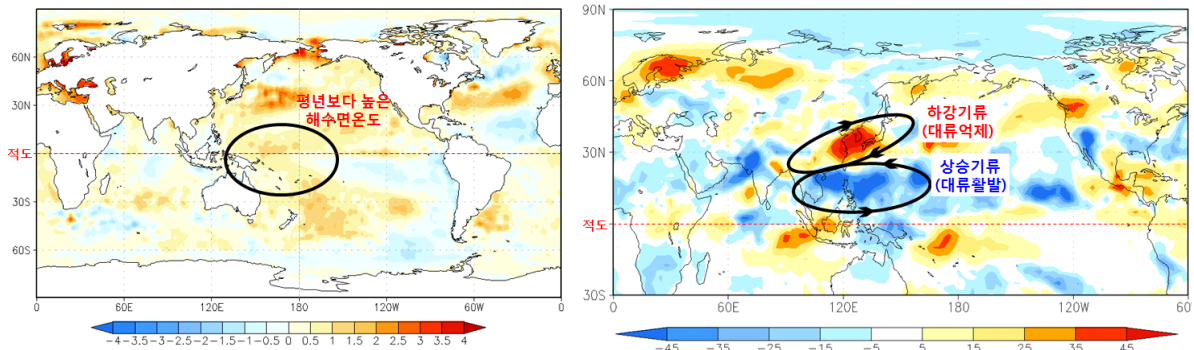 60N
30N
적도
30S
60S
0
60E
120E
180
120W
60W
0
평년보다 높은
해수면온도
-4 -3.5 -3 -2.5 -2 -1.5 -1 -0.5 0 0.5 1 1.5 2 2.5 3 3.5 4
90N
60N
30N
적도
30S
0
60E
120E
180
120W
60W
하강기류
(대류억제)
상승기류
(대류활발)
-45 -35 -25 -15 -5 5 15 25 35 45